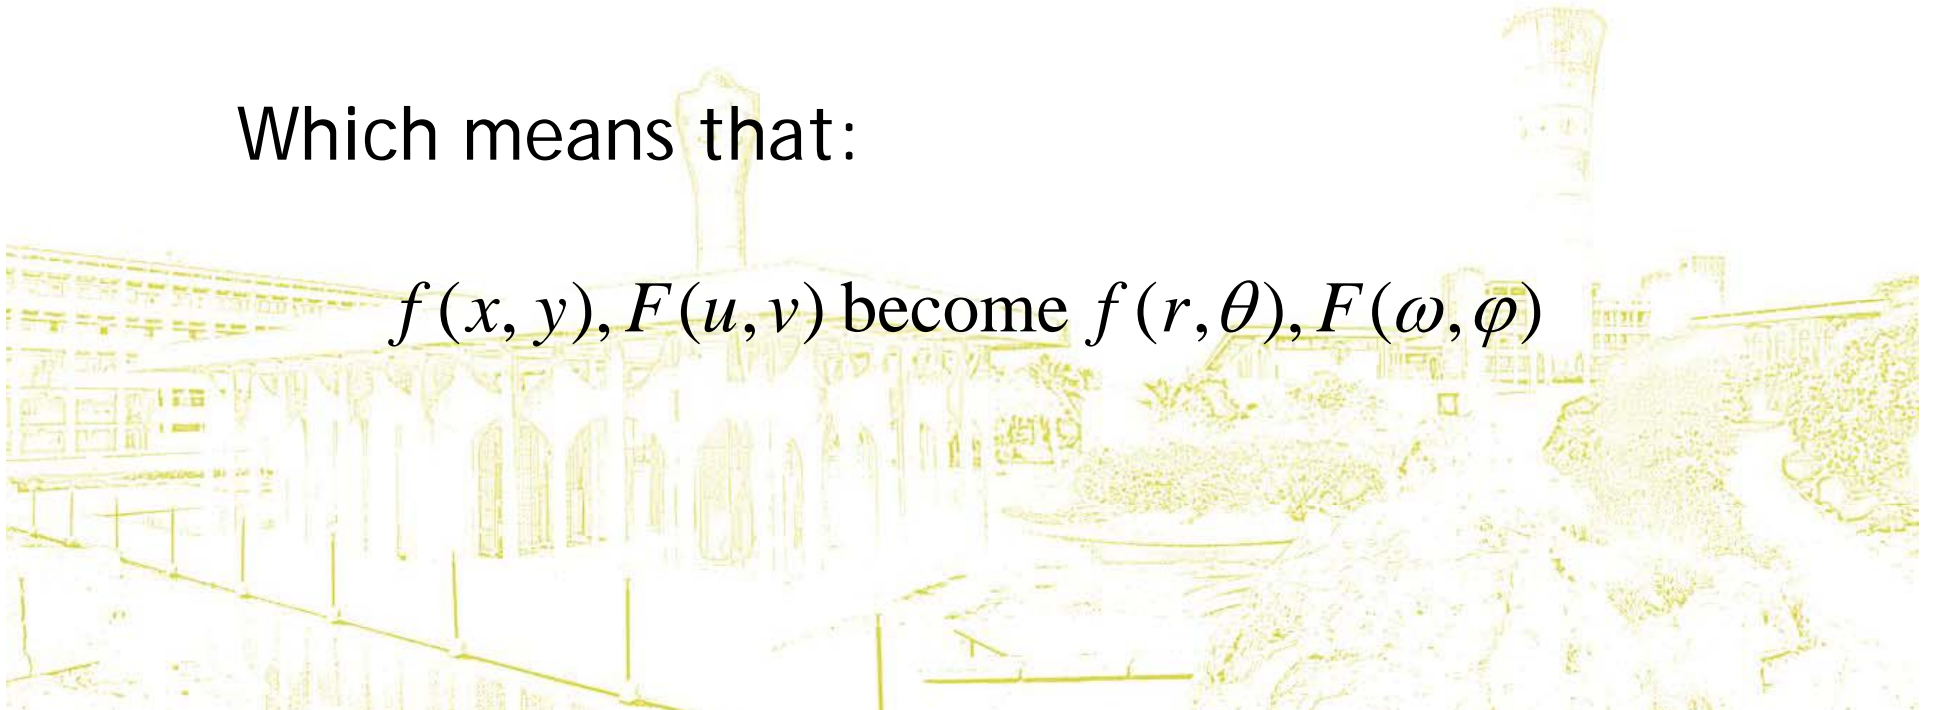 Which means that:
f(x, y), F(u,v) become f(r,θ), F(ω,φ)